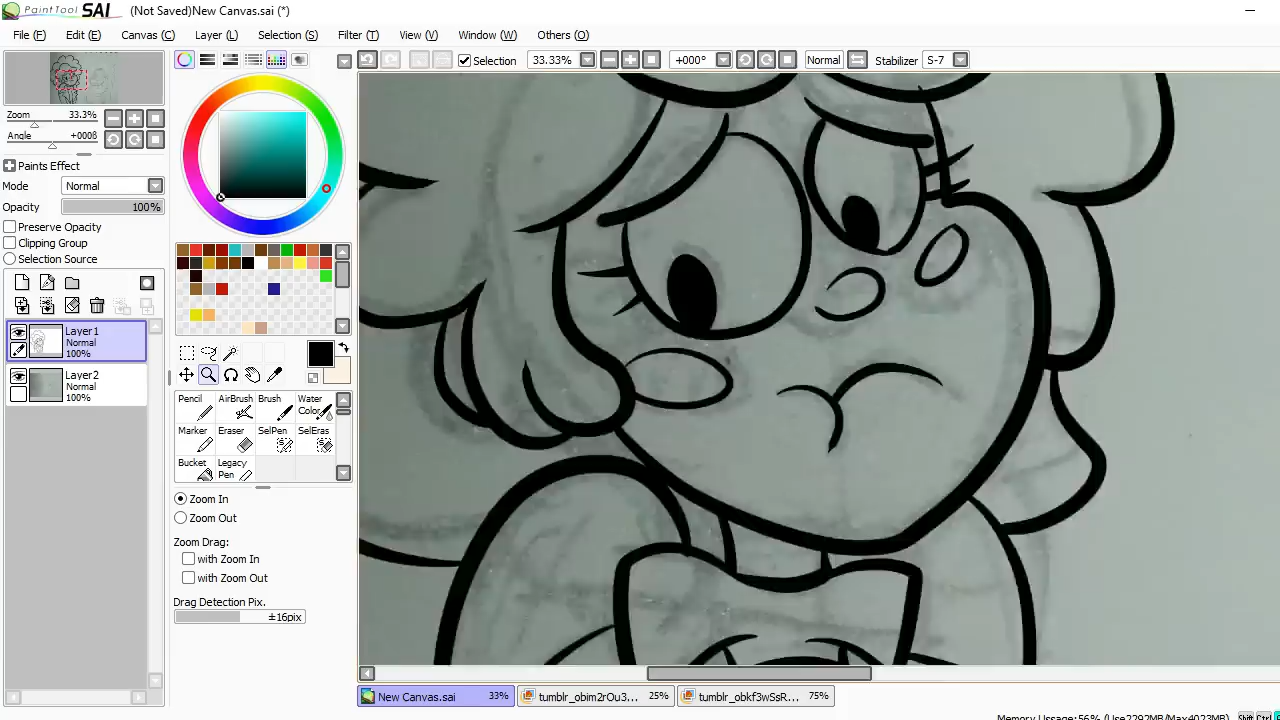 PaintTool SAI (Not Saved)New Canvas.sai (*)
File (F) Edit (E) Canvas (C) Layer (L) Selection (S) Filter (T) View (V) Window (W) Others (O)
Selection 33.33% +000° Normal Stabilizer S-7
Zoom 33.3%
Angle +000ß
Paints Effect
Mode Normal
Opacity 100%
Preserve Opacity
Clipping Group
Selection Source
Layer1
Normal
100%
Layer2
Normal
100%
Pencil AirBrush Brush Water Color
Marker Eraser SelPen SelEras
Bucket Legacy Pen
Zoom In
Zoom Out
Zoom Drag:
with Zoom In
with Zoom Out
Drag Detection Pix.
±16pix
New Canvas.sai 33% tumblr_obim2rOu3... 25% tumblr_obkf3wSsR... 75%
Memory Usage:56%